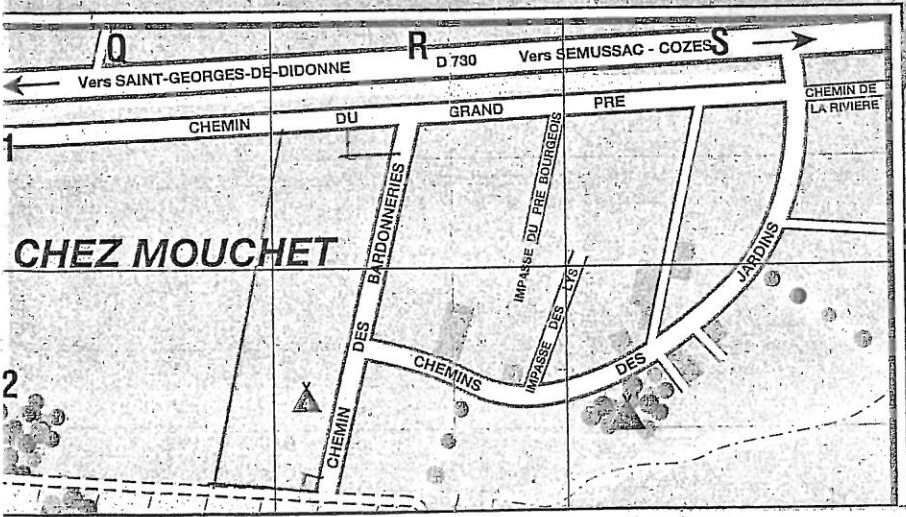 Q R S
Vers SAINT-GEORGES-DE-DIDONNE
D 730
Vers SEMUSSAC - COZES
CHEMIN DU GRAND PRE
CHEMIN DE
LA RIVIERE
1
CHEMIN DES BARDONNERIES
IMPASSE DU PRE BOURGEOIS
CHEZ MOUCHET
IMPASSE DES LYS
CHEMINS DES JARDINS
2